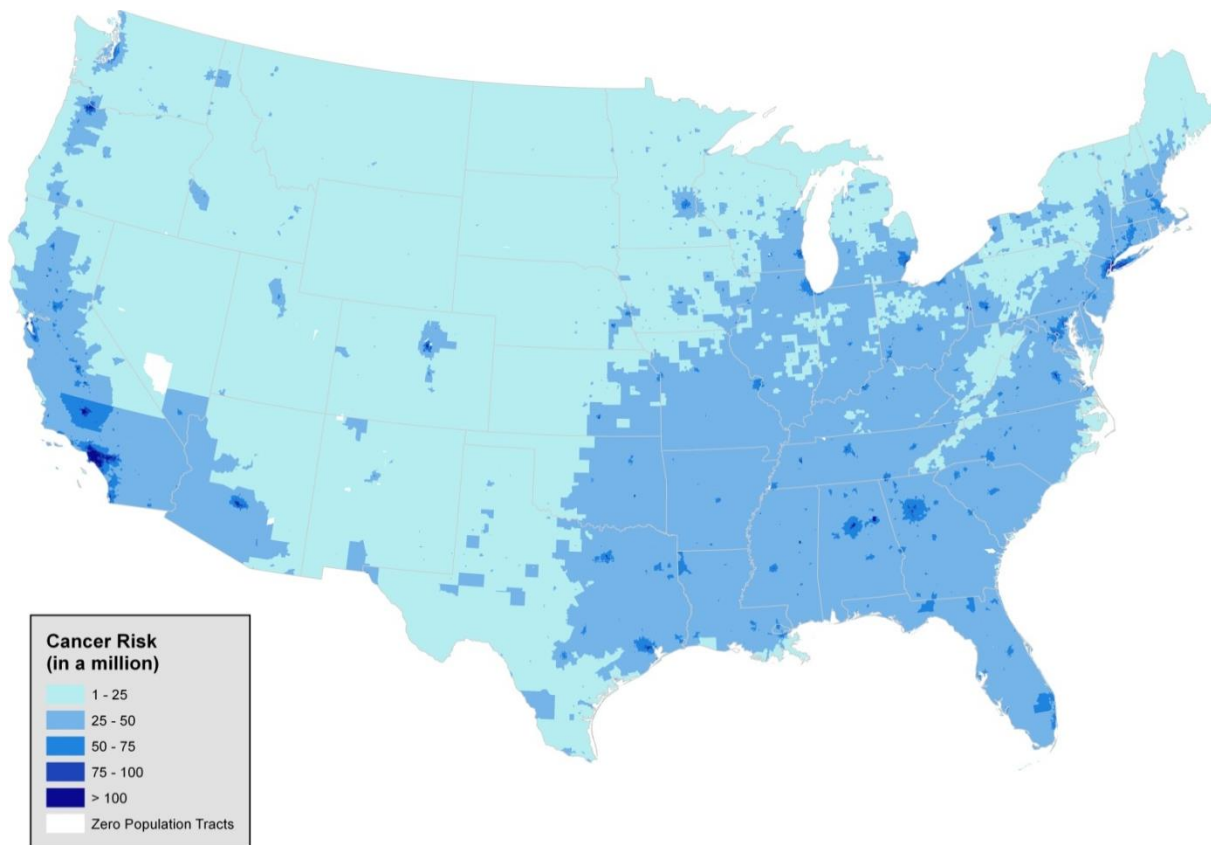 Cancer Risk
(in a million)
1 - 25
25 - 50
50 - 75
75 - 100
> 100
Zero Population Tracts